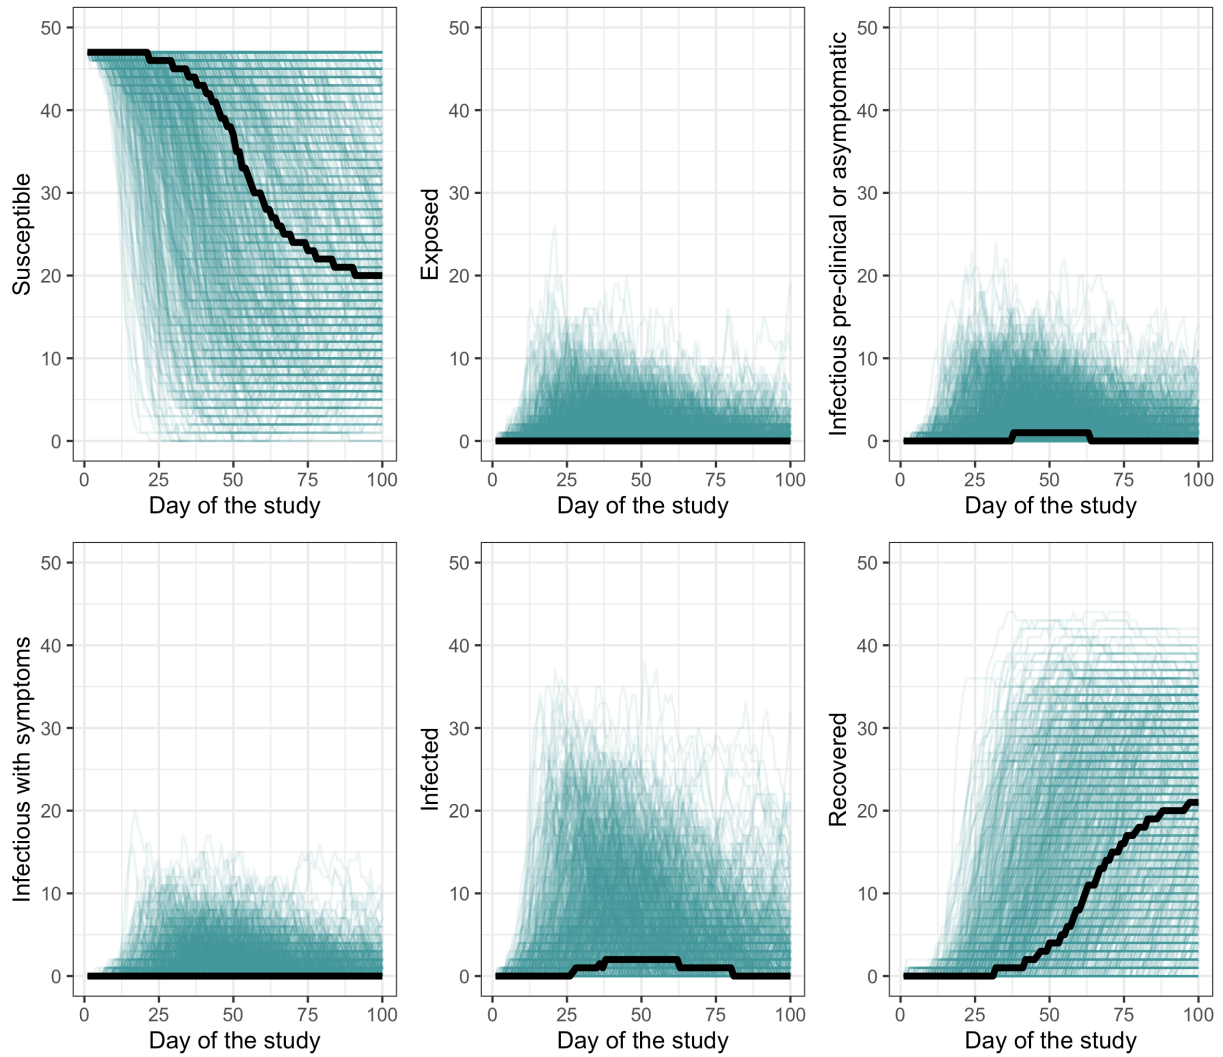 50
40
30
20
10
0
Susceptible
0 25 50 75 100
Day of the study
50
40
30
20
10
0
Exposed
0 25 50 75 100
Day of the study
50
40
30
20
10
0
Infectious pre-clinical or asymptomatic
0 25 50 75 100
Day of the study
50
40
30
20
10
0
Infectious with symptoms
0 25 50 75 100
Day of the study
50
40
30
20
10
0
Infected
0 25 50 75 100
Day of the study
50
40
30
20
10
0
Recovered
0 25 50 75 100
Day of the study